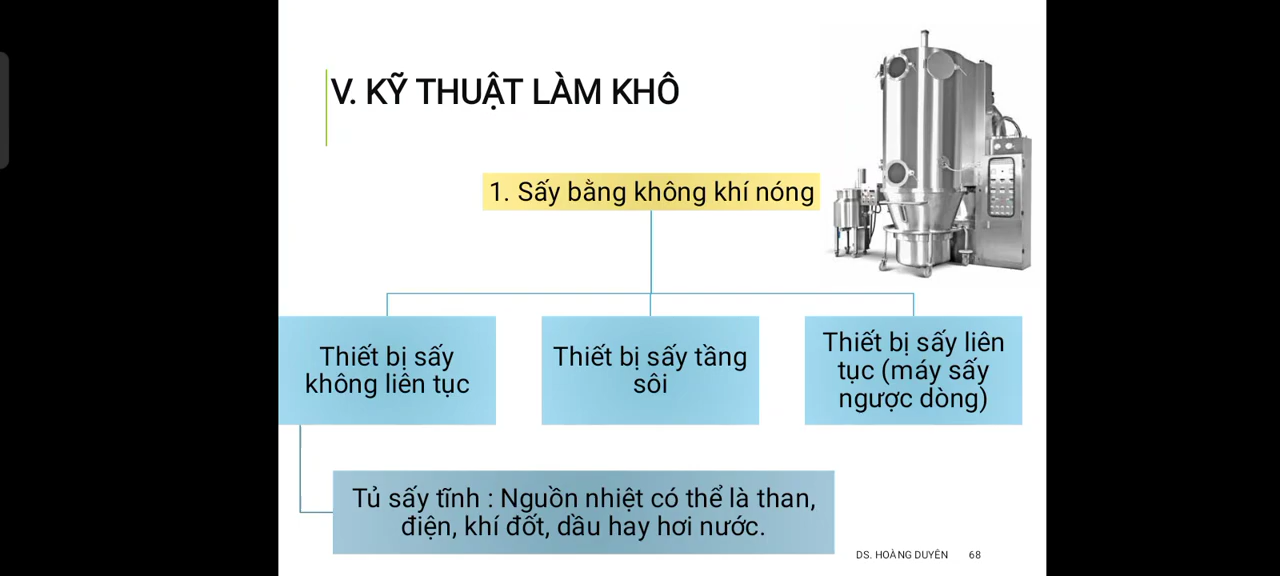 V. KỸ THUẬT LÀM KHÔ
1. Sấy bằng không khí nóng
Thiết bị sấy
không liên tục
Thiết bị sấy tầng
sôi
Thiết bị sấy liên
tục (máy sấy
ngược dòng)
Tủ sấy tĩnh : Nguồn nhiệt có thể là than,
điện, khí đốt, dầu hay hơi nước.
DS. HOÀNG DUYÊN 68